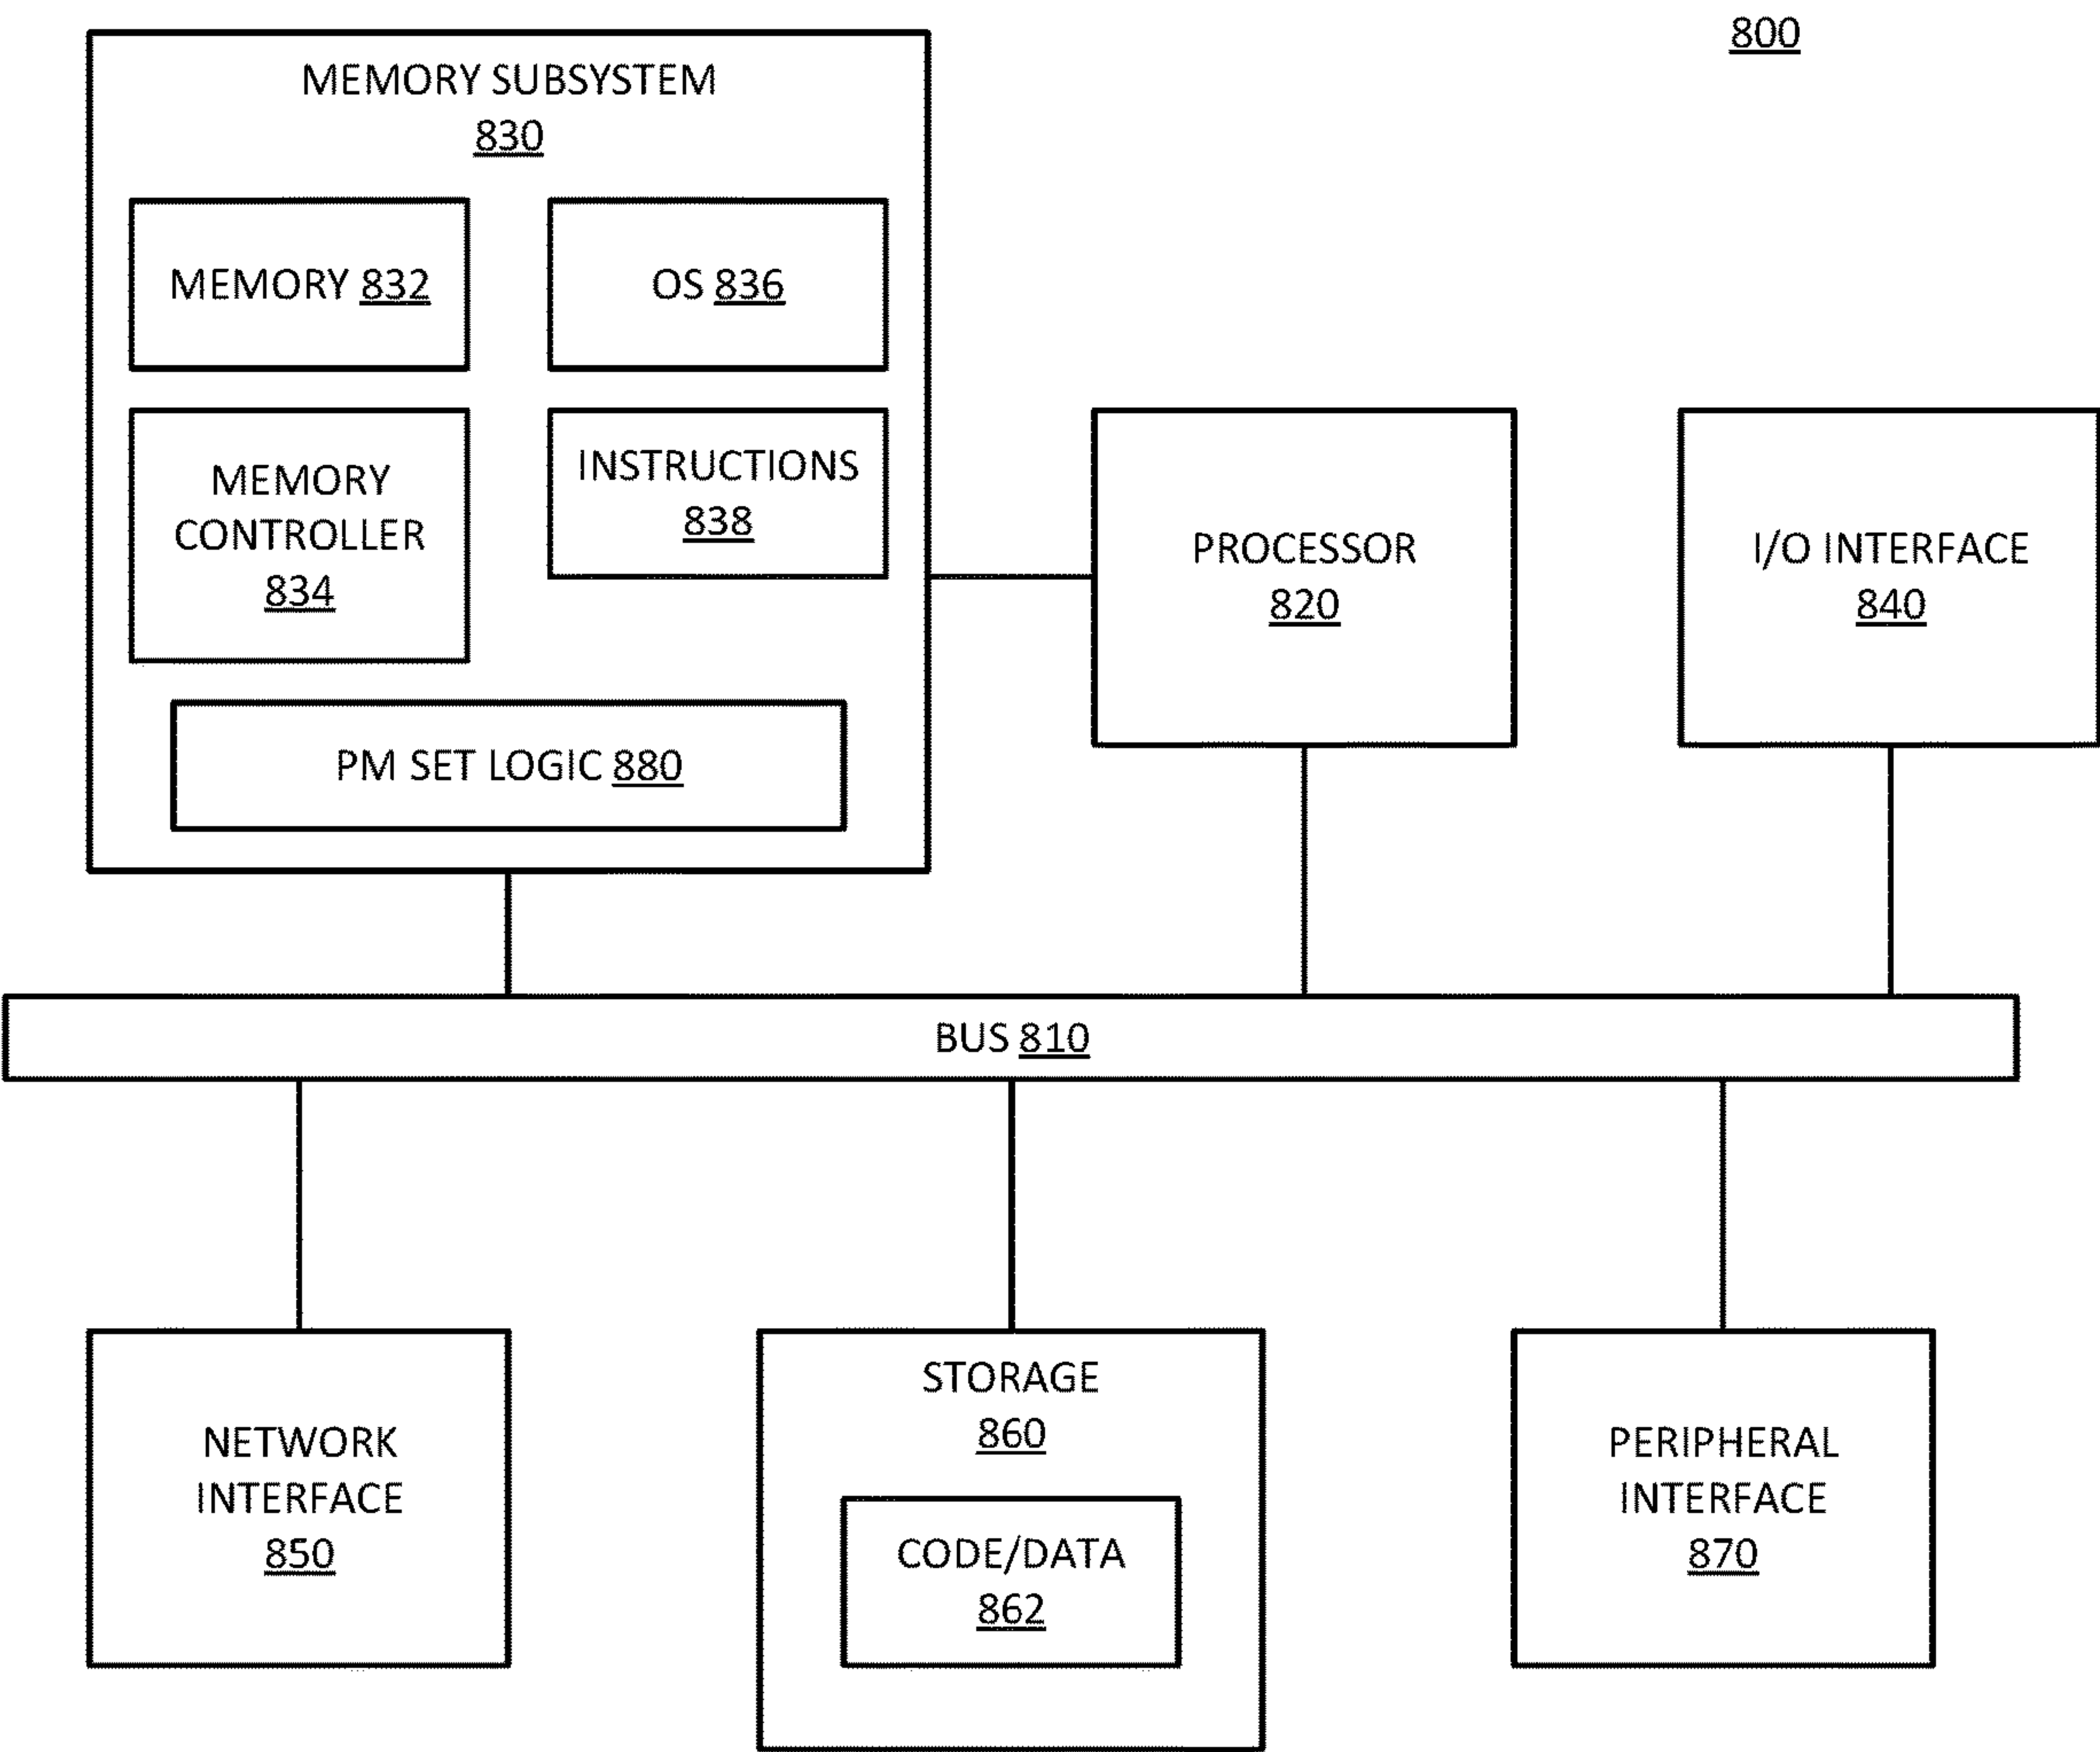 800
MEMORY SUBSYSTEM
830
MEMORY 832
OS 836
MEMORY
CONTROLLER
834
INSTRUCTIONS
838
PM SET LOGIC 880
PROCESSOR
820
I/O INTERFACE
840
BUS 810
NETWORK
INTERFACE
850
STORAGE
860
CODE/DATA
862
PERIPHERAL
INTERFACE
870